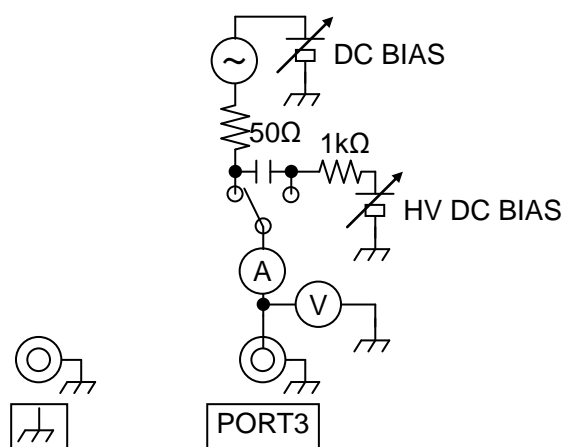 DC BIAS
50Ω
1kΩ
HV DC BIAS
A
V
PORT3